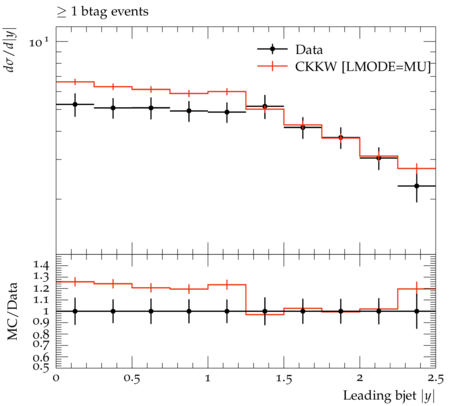 ≥ 1 btag events
10¹
dσ/d|y|
Data
CKKW [LMODE=MU]
MC/Data
1.4
1.3
1.2
1.1
1
0.9
0.8
0.7
0.6
0.5
0 0.5 1 1.5 2 2.5
Leading bjet |y|